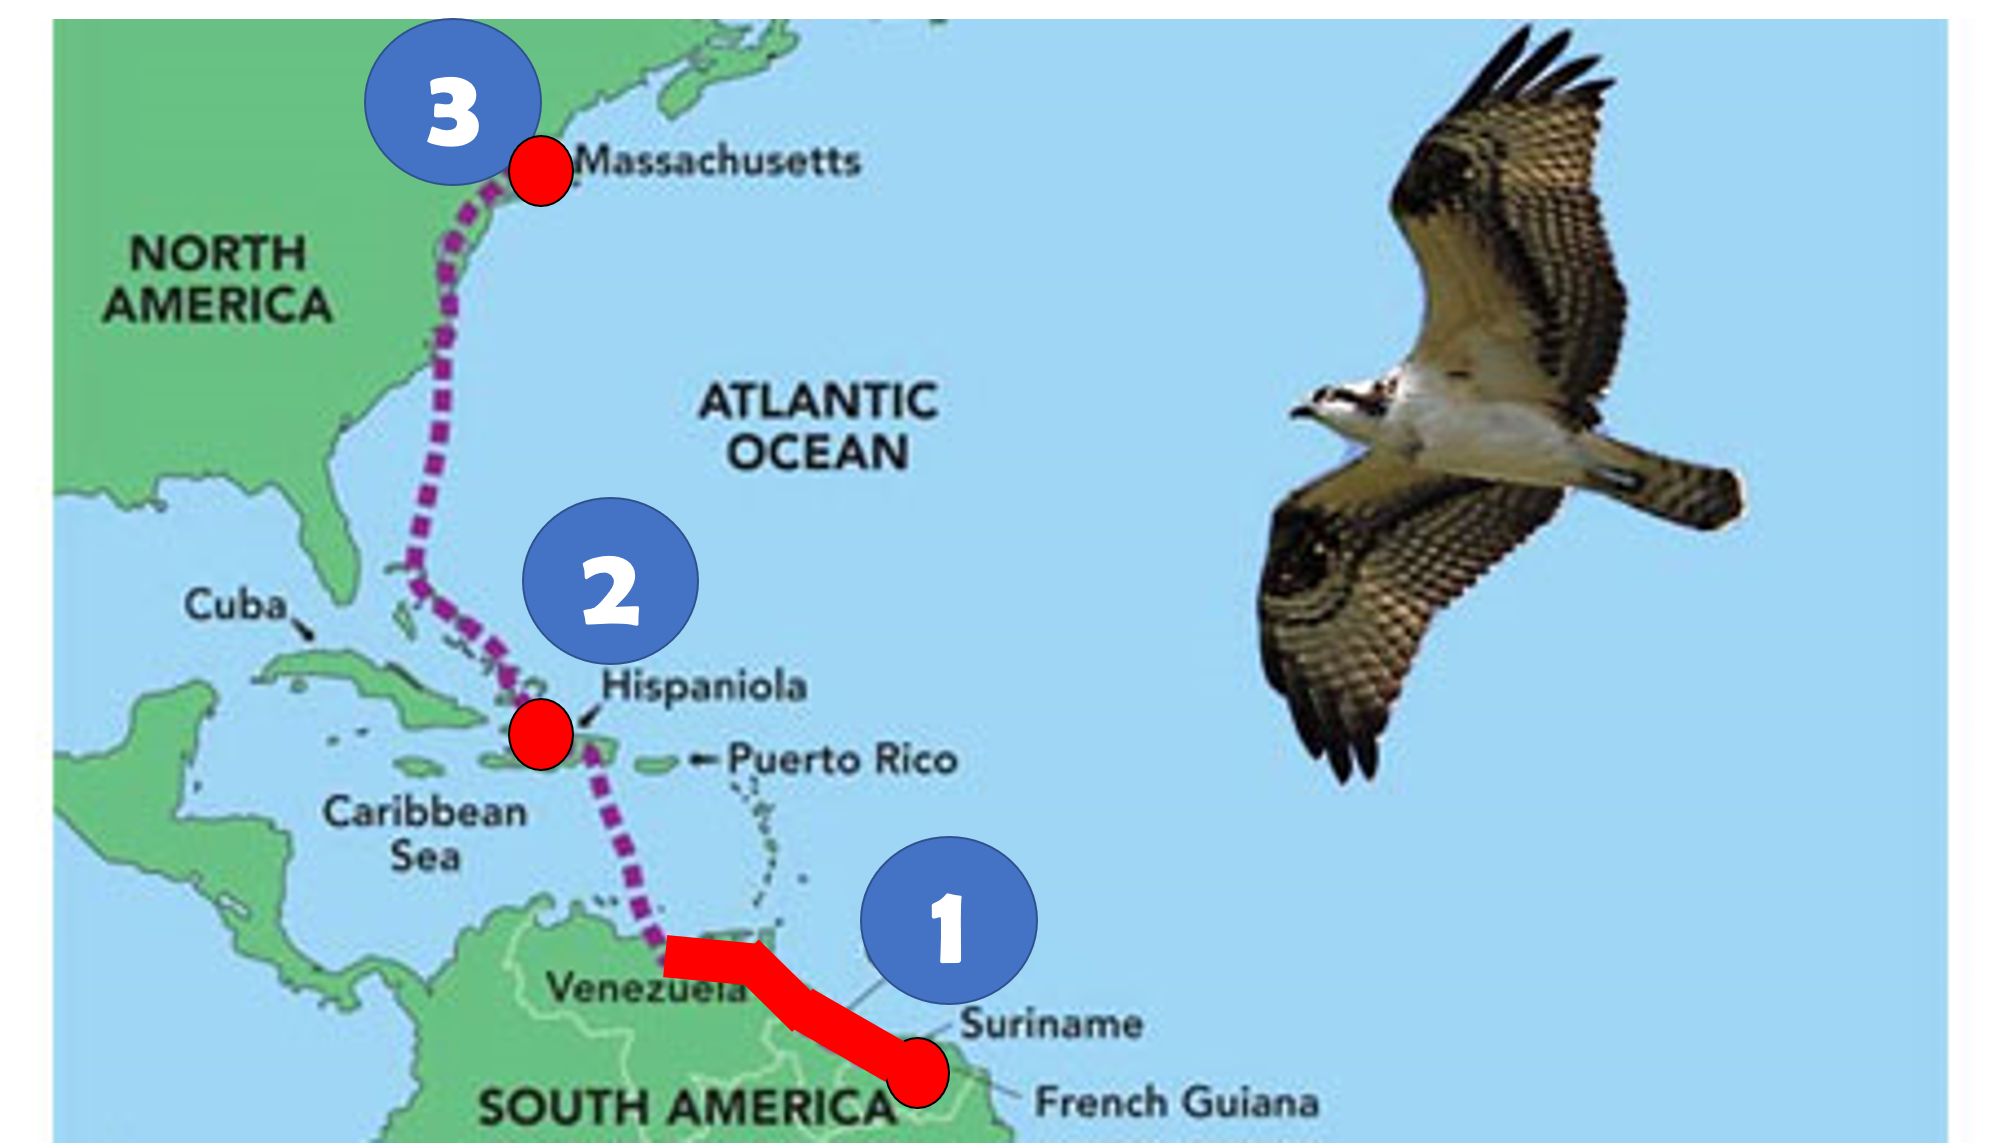 3
Massachusetts
NORTH
AMERICA
ATLANTIC
OCEAN
2
Cuba
Hispaniola
Puerto Rico
Caribbean
Sea
1
Venezuela
Suriname
SOUTH AMERICA
French Guiana